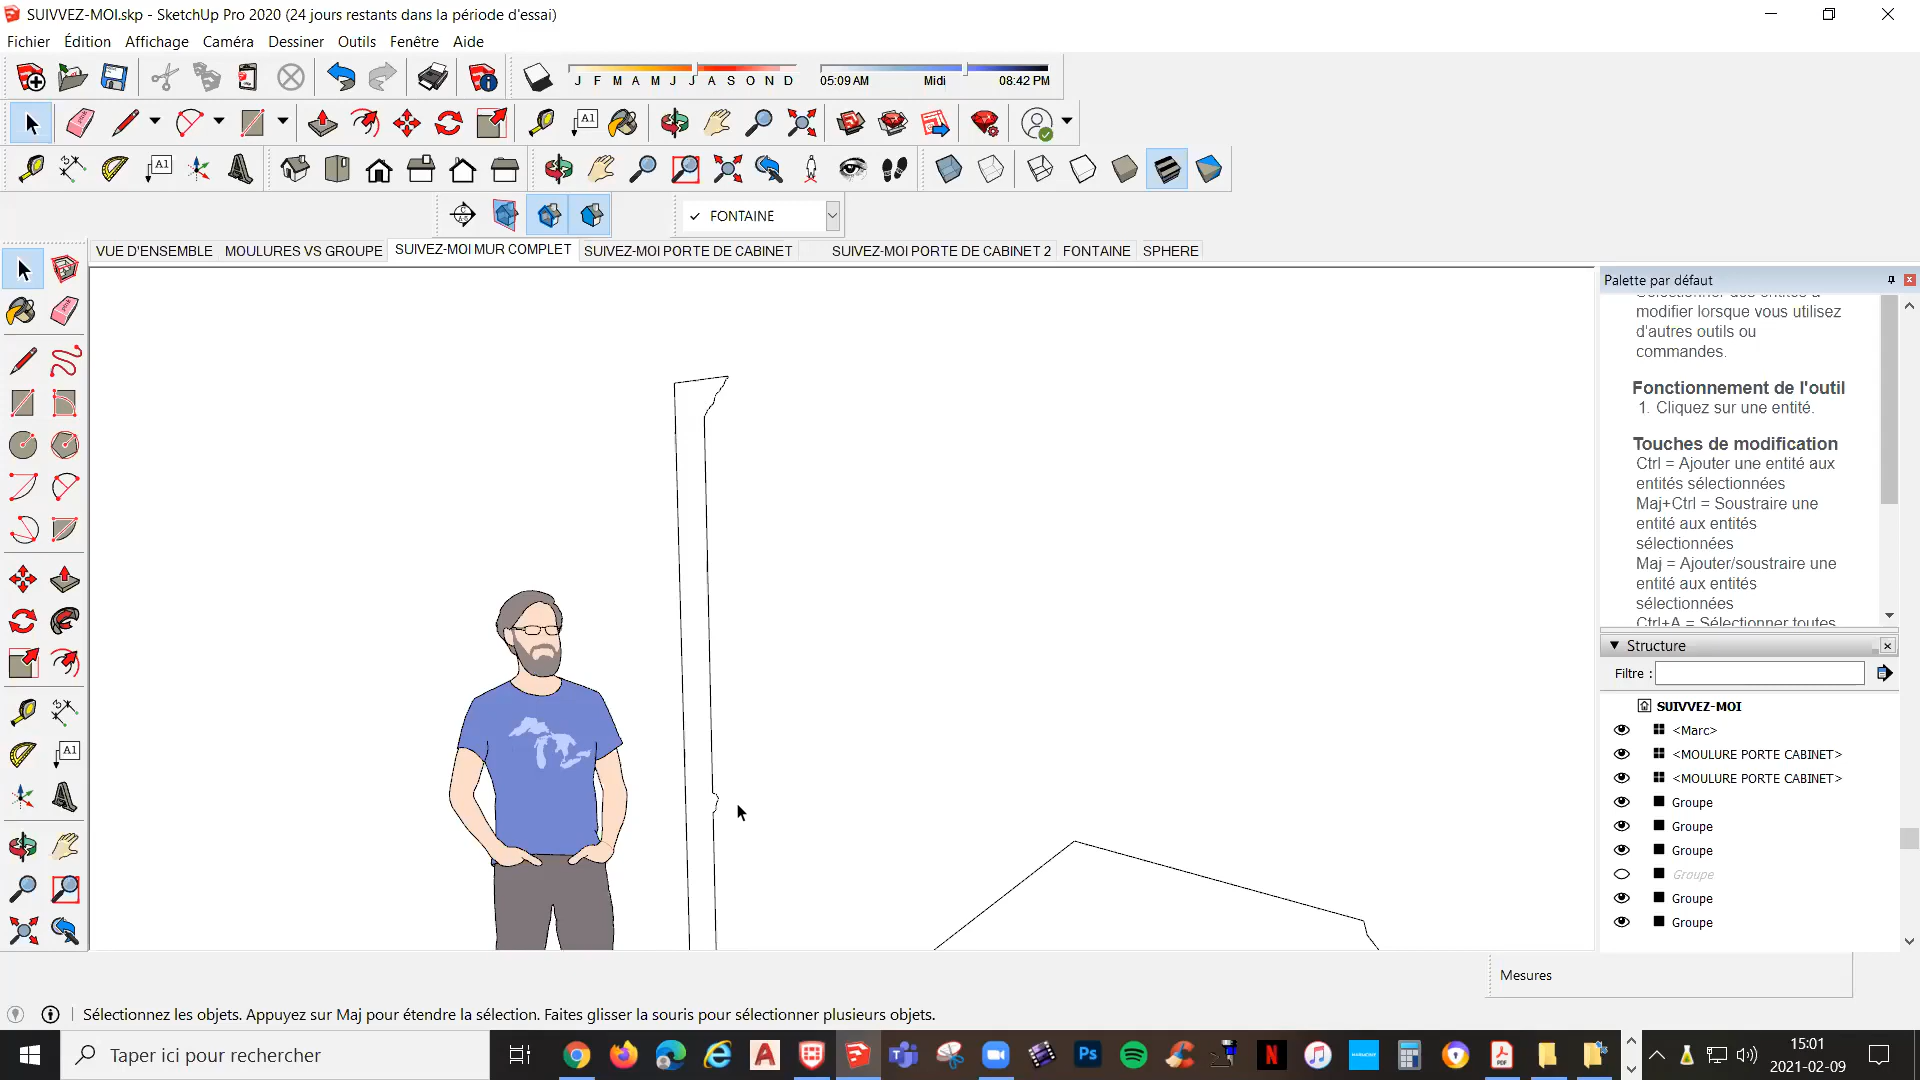 SUIVVEZ-MOI.skp - SketchUp Pro 2020 (24 jours restants dans la période d'essai)
Fichier Édition Affichage Caméra Dessiner Outils Fenêtre Aide
J F M A M J J A S O N D 05:09 AM Midi 08:42 PM
A1
A1
FONTAINE
VUE D'ENSEMBLE MOULURES VS GROUPE SUIVEZ-MOI MUR COMPLET SUIVEZ-MOI PORTE DE CABINET SUIVEZ-MOI PORTE DE CABINET 2 FONTAINE SPHERE
Palette par défaut
modifier lorsque vous utilisez
d'autres outils ou
commandes.
Fonctionnement de l'outil
1. Cliquez sur une entité.
Touches de modification
Ctrl = Ajouter une entité aux
entités sélectionnées
Maj+Ctrl = Soustraire une
entité aux entités
sélectionnées
Maj = Ajouter/soustraire une
entité aux entités
sélectionnées
Ctrl+A = Sélectionner toutes
Structure
Filtre :
SUIVVEZ-MOI
<Marc>
<MOULURE PORTE CABINET>
<MOULURE PORTE CABINET>
Groupe
Groupe
Groupe
Groupe
Groupe
Groupe
A1
Mesures
Sélectionnez les objets. Appuyez sur Maj pour étendre la sélection. Faites glisser la souris pour sélectionner plusieurs objets.
Taper ici pour rechercher
Ps
15:01
2021-02-09